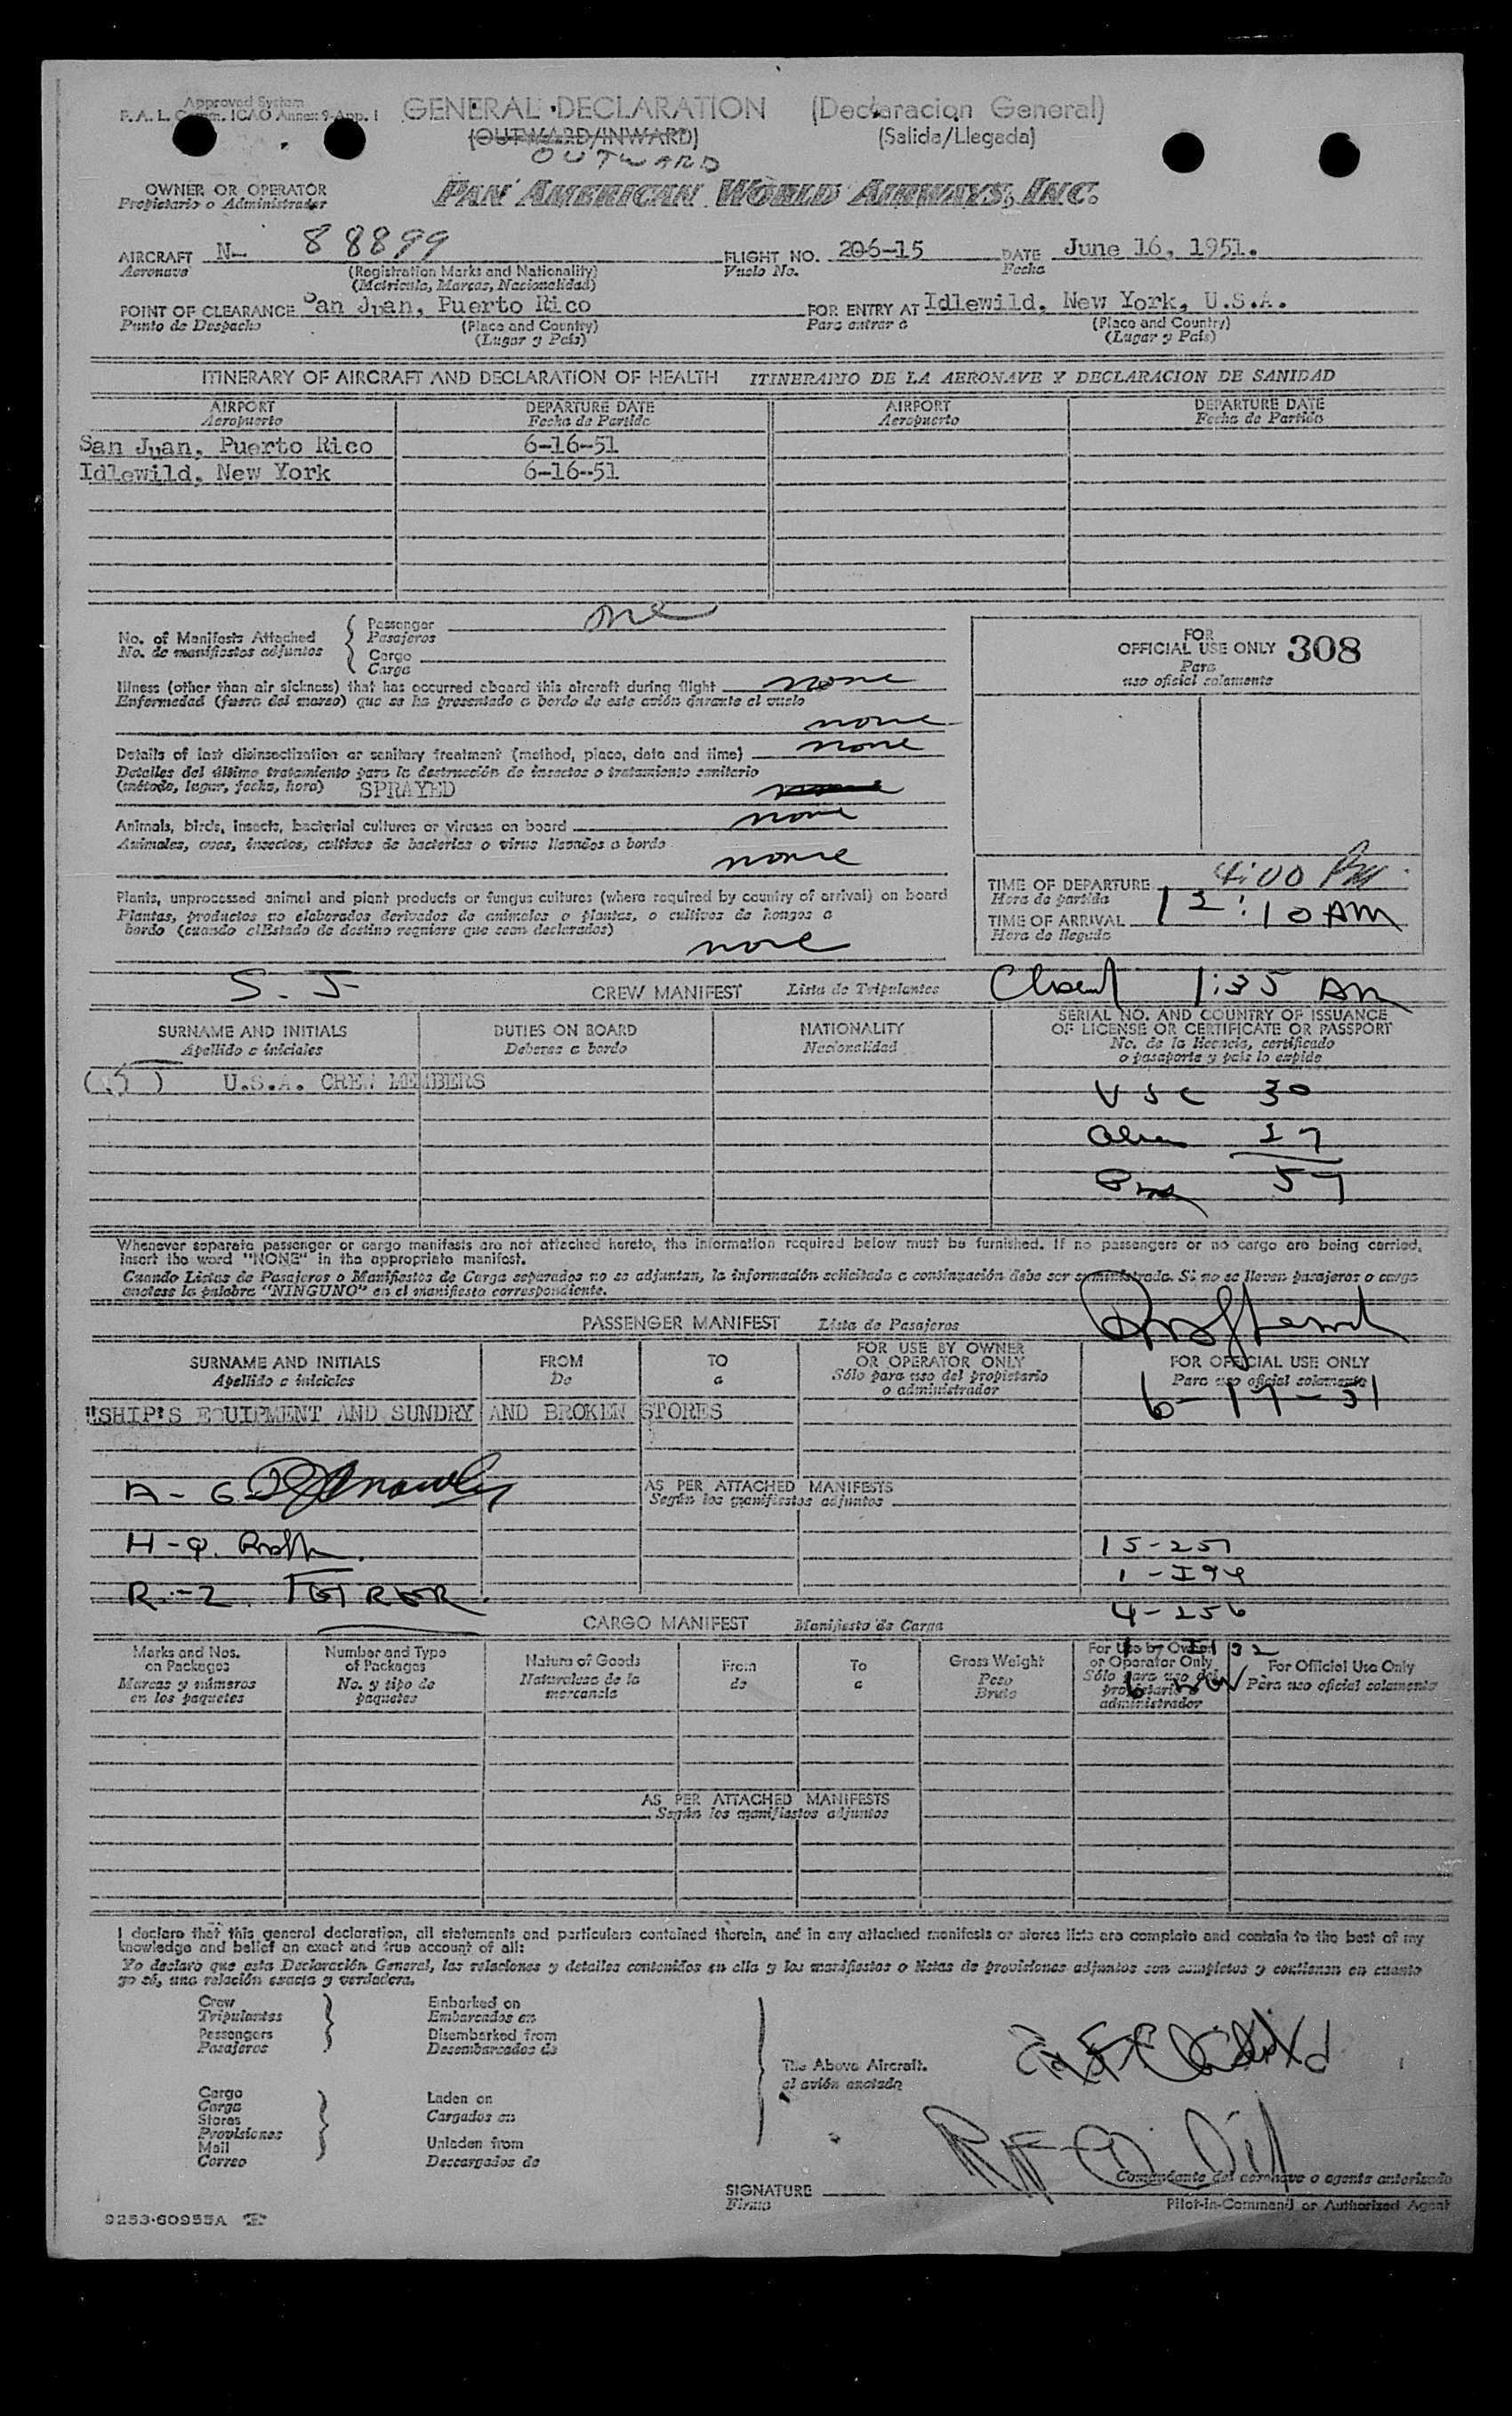 Approved System
F. A. L. Comm. ICAO Annex 9-App. I
GENERAL DECLARATION (Declaracion General)
(OUTWARD/INWARD) (Salida/Llegada)
OUTWARD
OWNER OR OPERATOR
Propietario o Administrador
PAN AMERICAN WORLD AIRWAYS, INC.
AIRCRAFT N- 88899 FLIGHT NO. 206-15 DATE June 16, 1951.
Aeronave (Registration Marks and Nationality) Vuelo No. Fecha
(Matricula, Marcas, Nacionalidad)
POINT OF CLEARANCE San Juan, Puerto Rico FOR ENTRY AT Idlewild, New York, U.S.A.
Punto de Despacho (Place and Country) Para entrar a (Place and Country)
(Lugar y País) (Lugar y País)
ITINERARY OF AIRCRAFT AND DECLARATION OF HEALTH ITINERARIO DE LA AERONAVE Y DECLARACION DE SANIDAD
AIRPORT DEPARTURE DATE AIRPORT DEPARTURE DATE
Aeropuerto Fecha de Partida Aeropuerto Fecha de Partida
San Juan, Puerto Rico 6-16-51
Idlewild, New York 6-16-51
No. of Manifests Attached Passenger one
No. de manifiestos adjuntos Pasajeros
Cargo
Carga
FOR
OFFICIAL USE ONLY 308
Para
uso oficial solamente
Illness (other than air sickness) that has occurred aboard this aircraft during flight none
Enfermedad (fuera del mareo) que se ha presentado a bordo de este avión durante el vuelo
none
Details of last disinsectization or sanitary treatment (method, place, date and time) none
Detalles del último tratamiento para la destrucción de insectos o tratamiento sanitario
(método, lugar, fecha, hora) SPRAYED
Animals, birds, insects, bacterial cultures or viruses on board none
Animales, aves, insectos, cultivos de bacterias o virus llevados a bordo
none
Plants, unprocessed animal and plant products or fungus cultures (where required by country of arrival) on board
Plantas, productos no elaborados derivados de animales o plantas, o cultivos de hongos a
bordo (cuando el Estado de destino requiere que sean declarados)
none
TIME OF DEPARTURE 4:00 PM
Hora de partida
TIME OF ARRIVAL 12:10 AM
Hora de llegada
S. J CREW MANIFEST Lista de Tripulantes Closed 1:35 AM
SURNAME AND INITIALS DUTIES ON BOARD NATIONALITY SERIAL NO. AND COUNTRY OF ISSUANCE
Apellido e iniciales Deberes a bordo Nacionalidad OF LICENSE OR CERTIFICATE OR PASSPORT
No. de la licencia, certificado
o pasaporte y país lo expide
(5) U.S.A. CREW MEMBERS
USC 30
Alien 27
57
Whenever separate passenger or cargo manifests are not attached hereto, the information required below must be furnished. If no passengers or no cargo are being carried,
insert the word "NONE" in the appropriate manifest.
Cuando Listas de Pasajeros o Manifiestos de Carga separados no se adjuntan, la información solicitada a continuación debe ser suministrada. Si no se lleven pasajeros o carga
anotese la palabra "NINGUNO" en el manifiesto correspondiente.
PASSENGER MANIFEST Lista de Pasajeros
SURNAME AND INITIALS FROM TO FOR USE BY OWNER FOR OFFICIAL USE ONLY
Apellido e iniciales De a OR OPERATOR ONLY Para uso oficial solamente
Sólo para uso del propietario
o administrador
6-17-51
"SHIP'S EQUIPMENT AND SUNDRY AND BROKEN STORES
A- G
AS PER ATTACHED MANIFESTS
Según los manifiestos adjuntos
H-Q. 15-257
R-Z 1-I94
4-256
CARGO MANIFEST Manifiesto de Carga
Marks and Nos. on Packages Number and Type of Packages Nature of Goods From To Gross Weight For Use by Owner or Operator Only For Official Use Only
Marcas y números en los paquetes No. y tipo de paquetes Naturaleza de la mercancía de a Peso Bruto Sólo para uso del propietario administrador Para uso oficial solamente
AS PER ATTACHED MANIFESTS
Según los manifiestos adjuntos
I declare that this general declaration, all statements and particulars contained therein, and in any attached manifests or stores lists are complete and contain to the best of my
knowledge and belief an exact and true account of all:
Yo declaro que esta Declaración General, las relaciones y detalles contenidos en ella y los manifiestos o listas de provisiones adjuntos son completos y contienen en cuanto
yo sé, una relación exacta y verdadera.
Crew Embarked on
Tripulantes Embarcados en
Passengers Disembarked from
Pasajeros Desembarcados de
The Above Aircraft.
el avión anotado
Cargo Laden on
Carga Cargados en
Stores
Provisiones
Mail Unladen from
Correo Descargados de
Comandante del aeronave o agente autorizado
SIGNATURE
Firma Pilot-in-Command or Authorized Agent
9253-60955A